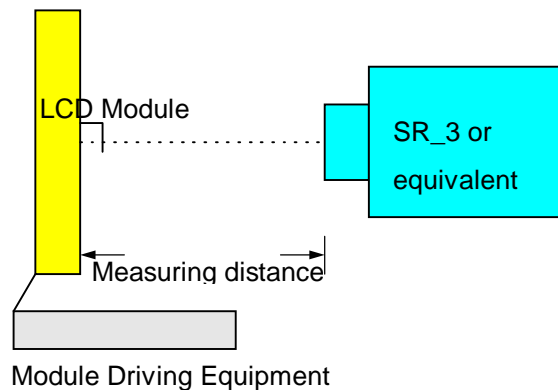 LCD Module
SR_3 or
equivalent
Measuring distance
Module Driving Equipment